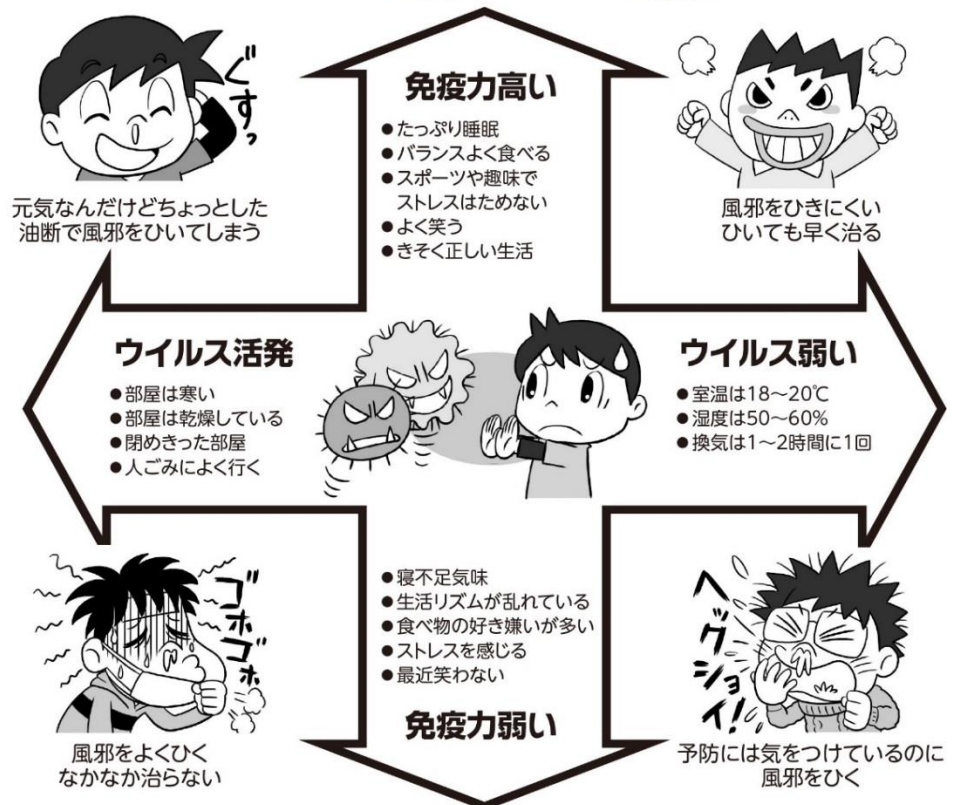 ぐすっ
元気なんだけどちょっとした
油断で風邪をひいてしまう
免疫力高い
●たっぷり睡眠
●バランスよく食べる
●スポーツや趣味で
ストレスはためない
●よく笑う
●きそく正しい生活
風邪をひきにくい
ひいても早く治る
ウイルス活発
●部屋は寒い
●部屋は乾燥している
●閉めきった部屋
●人ごみによく行く
ウイルス弱い
●室温は18～20℃
●湿度は50～60%
●換気は1～2時間に1回
ゴホゴホ
風邪をよくひく
なかなか治らない
●寝不足気味
●生活リズムが乱れている
●食べ物の好き嫌いが多い
●ストレスを感じる
●最近笑わない
免疫力弱い
ヘッグショイ!
予防には気をつけているのに
風邪をひく